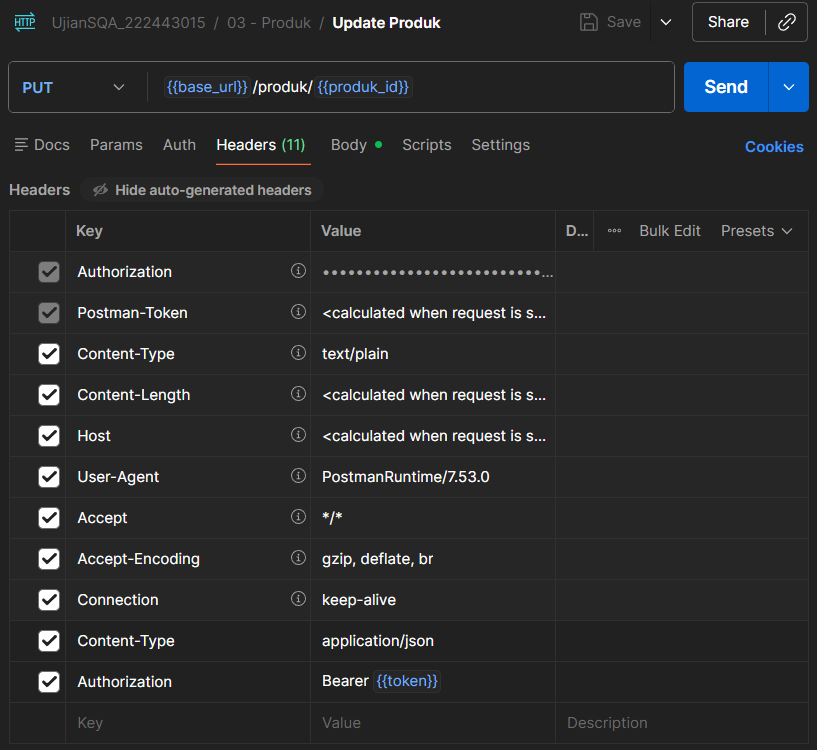 HTTP UjianSQA_222443015 / 03 - Produk / Update Produk Save Share
PUT {{base_url}} /produk/ {{produk_id}} Send
Docs Params Auth Headers (11) Body Scripts Settings Cookies
Headers Hide auto-generated headers
Key Value D... Bulk Edit Presets
Authorization ••••••••••••••••••••••••••...
Postman-Token <calculated when request is s...
Content-Type text/plain
Content-Length <calculated when request is s...
Host <calculated when request is s...
User-Agent PostmanRuntime/7.53.0
Accept */*
Accept-Encoding gzip, deflate, br
Connection keep-alive
Content-Type application/json
Authorization Bearer {{token}}
Key Value Description